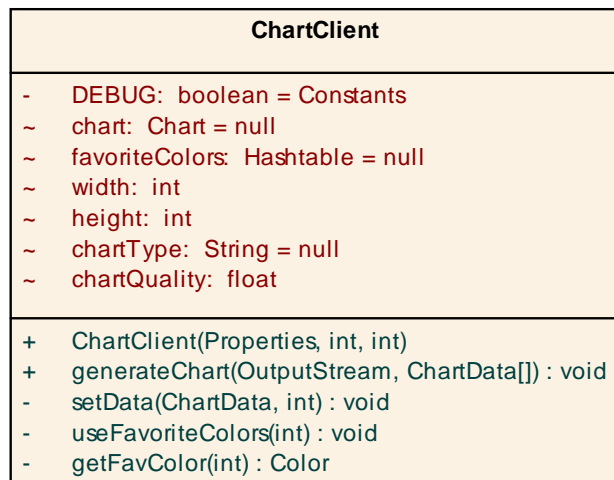 ChartClient
- DEBUG: boolean = Constants
~ chart: Chart = null
~ favoriteColors: Hashtable = null
~ width: int
~ height: int
~ chartType: String = null
~ chartQuality: float
+ ChartClient(Properties, int, int)
+ generateChart(OutputStream, ChartData[]) : void
- setData(ChartData, int) : void
- useFavoriteColors(int) : void
- getFavColor(int) : Color